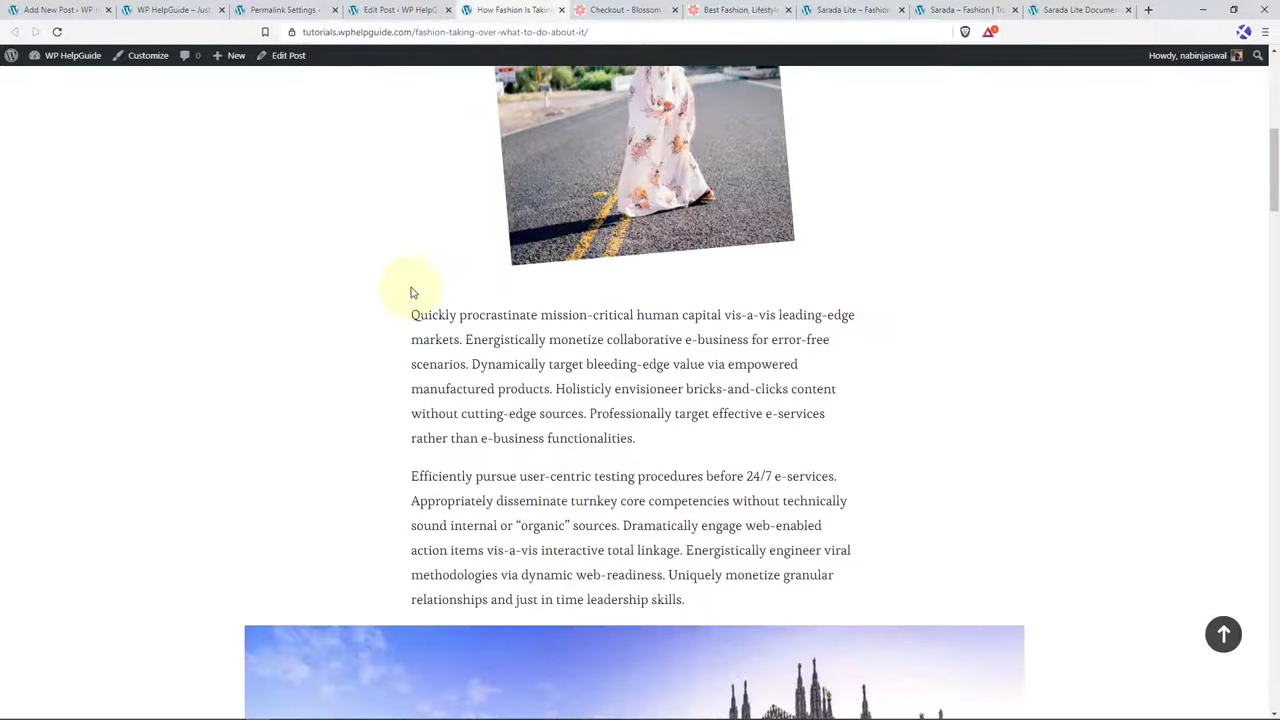 Add New Post ‹ WP H
WP HelpGuide – Jus
Permalink Settings ‹
Edit Post ‹ WP HelpG
How Fashion Is Takin
Checkout - Blossom
Best Fashion, Lifestyle
Sarada Lite – Fashion
Sarada – Fashion | Tr
Sarada Lite Documen
tutorials.wphelpguide.com/fashion-taking-over-what-to-do-about-it/
WP HelpGuide Customize 0 New Edit Post Howdy, nabinjaiswal
Quickly procrastinate mission-critical human capital vis-a-vis leading-edge
markets. Energistically monetize collaborative e-business for error-free
scenarios. Dynamically target bleeding-edge value via empowered
manufactured products. Holisticly envisioneer bricks-and-clicks content
without cutting-edge sources. Professionally target effective e-services
rather than e-business functionalities.
Efficiently pursue user-centric testing procedures before 24/7 e-services.
Appropriately disseminate turnkey core competencies without technically
sound internal or “organic” sources. Dramatically engage web-enabled
action items vis-a-vis interactive total linkage. Energistically engineer viral
methodologies via dynamic web-readiness. Uniquely monetize granular
relationships and just in time leadership skills.